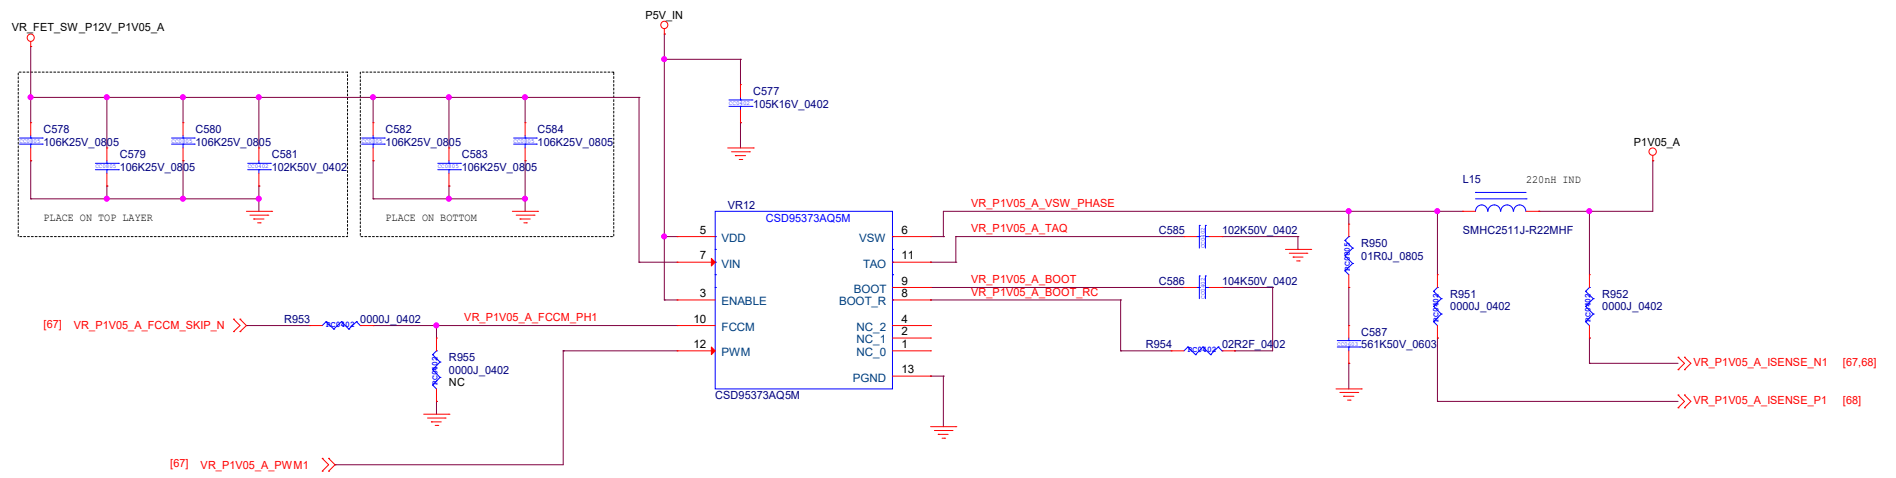 VR_FET_SW_P12V_P1V05_A
P5V_IN
C577
105K16V_0402
C578
106K25V_0805
C579
106K25V_0805
C580
106K25V_0805
C581
102K50V_0402
C582
106K25V_0805
C583
106K25V_0805
C584
106K25V_0805
PLACE ON TOP LAYER
PLACE ON BOTTOM
P1V05_A
L15
220nH IND
SMHC2511J-R22MHF
VR12
CSD95373AQ5M
5
VDD
7
VIN
3
ENABLE
10
FCCM
12
PWM
VSW
6
TAO
11
BOOT
9
BOOT_R
8
NC_2
4
NC_1
2
NC_0
1
PGND
13
CSD95373AQ5M
VR_P1V05_A_VSW_PHASE
VR_P1V05_A_TAQ
C585
102K50V_0402
VR_P1V05_A_BOOT
VR_P1V05_A_BOOT_RC
C586
104K50V_0402
R954
02R2F_0402
R950
01R0J_0805
C587
561K50V_0603
R951
0000J_0402
R952
0000J_0402
VR_P1V05_A_ISENSE_N1 [67,68]
VR_P1V05_A_ISENSE_P1 [68]
[67] VR_P1V05_A_FCCM_SKIP_N
R953
0000J_0402
VR_P1V05_A_FCCM_PH1
R955
0000J_0402
NC
[67] VR_P1V05_A_PWM1